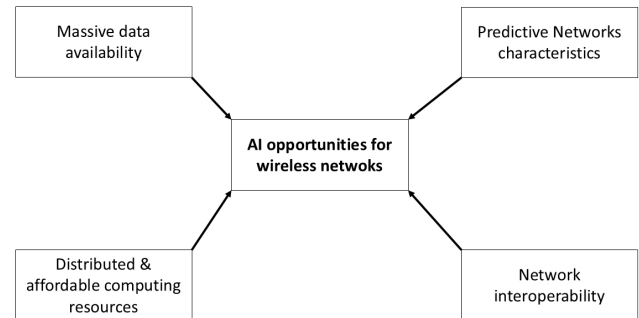 Massive data
availability
Predictive Networks
characteristics
AI opportunities for
wireless netwoks
Distributed &
affordable computing
resources
Network
interoperability